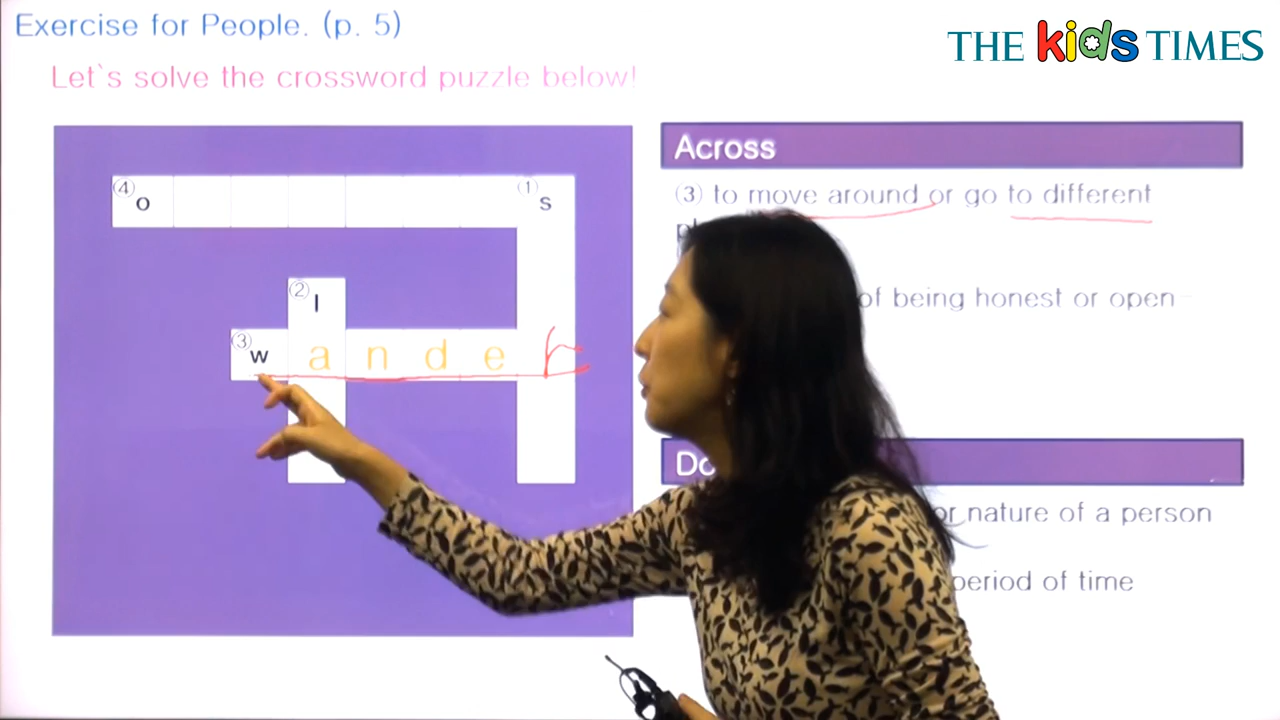 Exercise for People. (p. 5)
THE kids TIMES
Let`s solve the crossword puzzle below!
④ o
① s
② l
③ w a n d e r
Across
(3) to move around or go to different
of being honest or open-
Do
or nature of a person
period of time